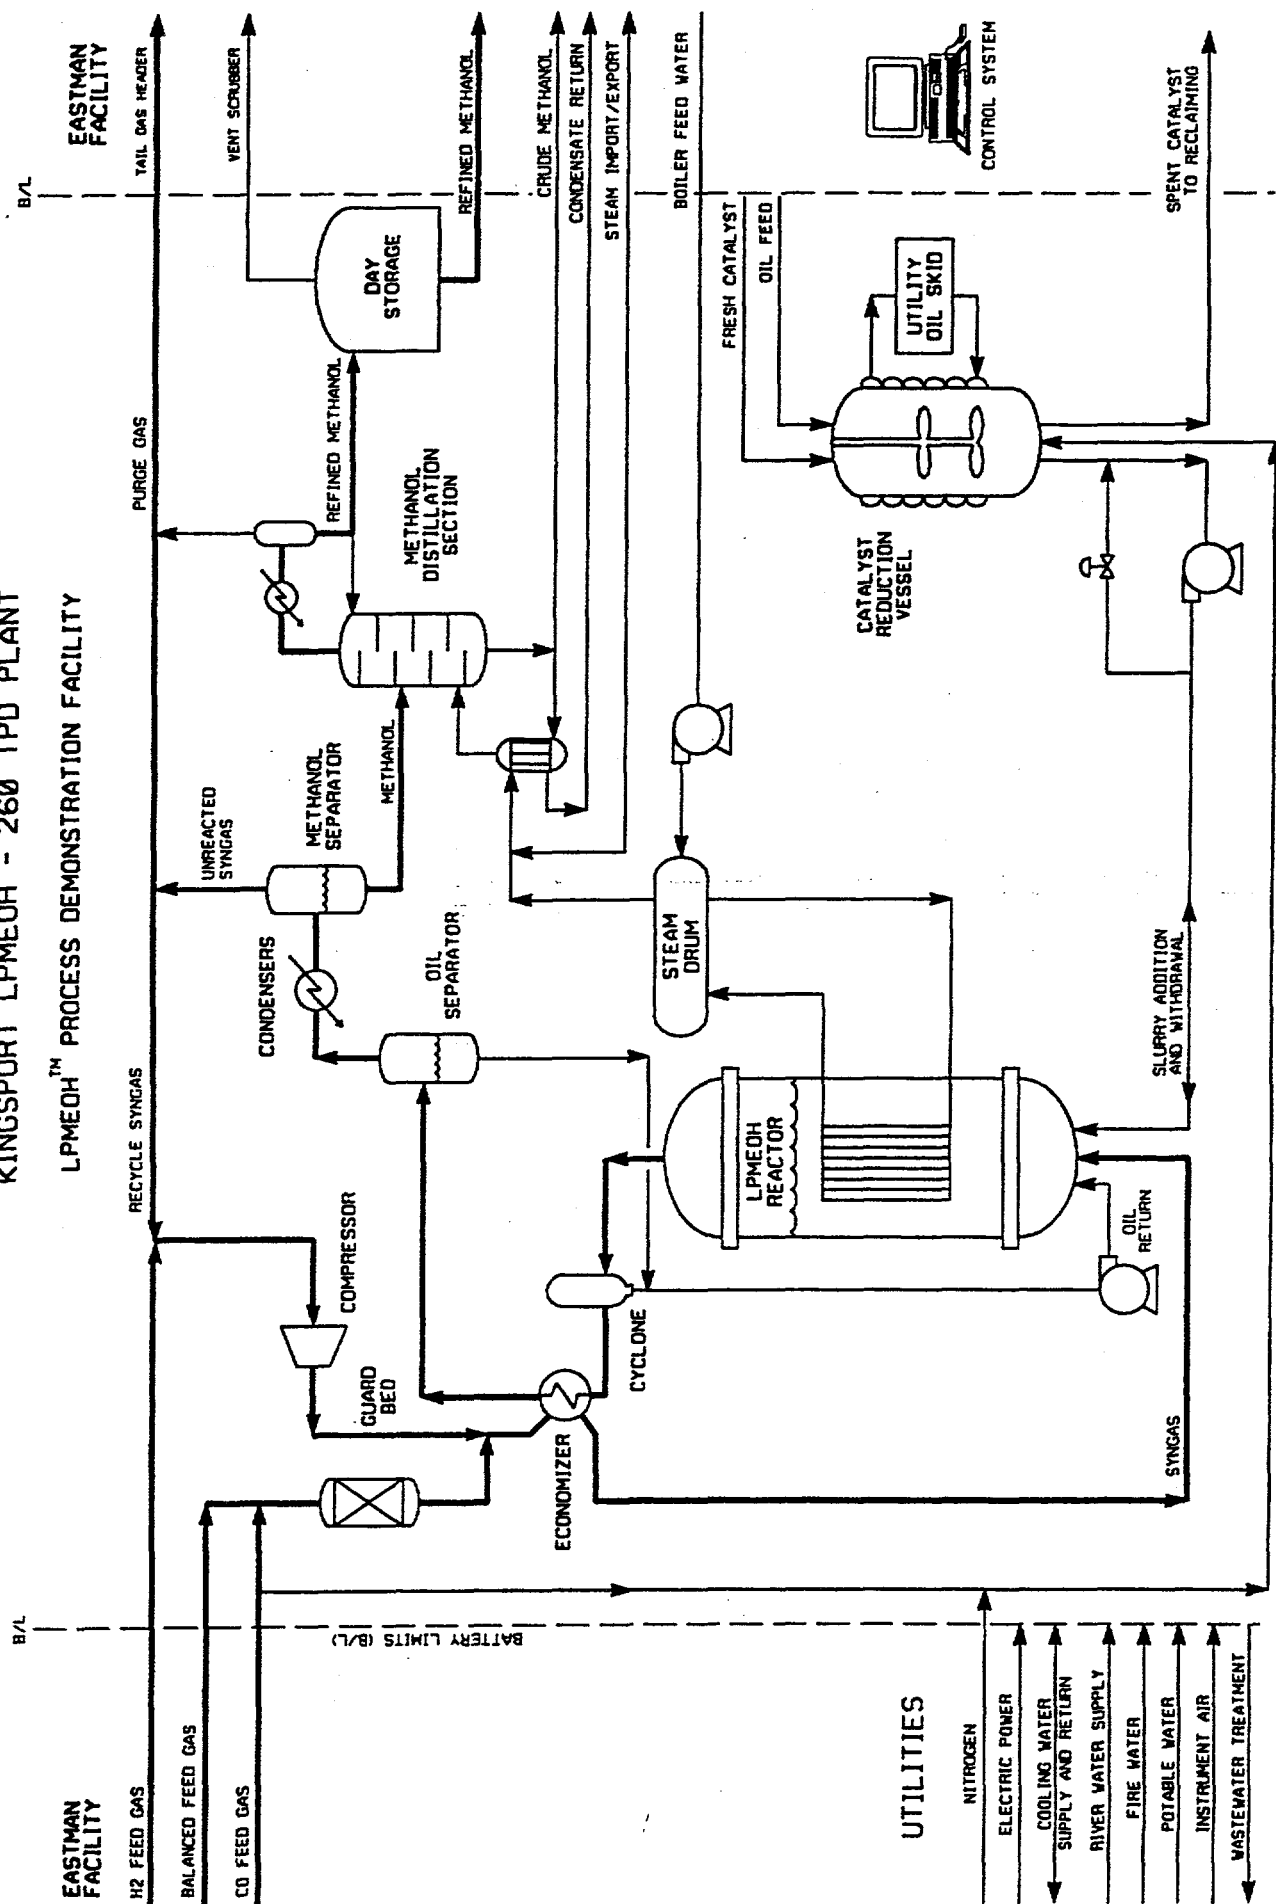 KINGSPORT LPMEOH - 260 TPD PLANT
LPMEOH™ PROCESS DEMONSTRATION FACILITY
B/L
B/L
EASTMAN
FACILITY
EASTMAN
FACILITY
H2 FEED GAS
RECYCLE SYNGAS
PURGE GAS
TAIL GAS HEADER
BALANCED FEED GAS
CO FEED GAS
UNREACTED
SYNGAS
VENT SCRUBBER
COMPRESSOR
CONDENSERS
METHANOL
SEPARATOR
REFINED METHANOL
DAY
STORAGE
REFINED METHANOL
GUARD
BED
OIL
SEPARATOR
METHANOL
METHANOL
DISTILLATION
SECTION
BATTERY LIMITS (B/L)
CRUDE METHANOL
CONDENSATE RETURN
STEAM IMPORT/EXPORT
BOILER FEED WATER
ECONOMIZER
CYCLONE
STEAM
DRUM
LPMEOH
REACTOR
FRESH CATALYST
OIL FEED
UTILITY
OIL SKID
CATALYST
REDUCTION
VESSEL
CONTROL SYSTEM
OIL
RETURN
SYNGAS
SLURRY ADDITION
AND WITHDRAWAL
SPENT CATALYST
TO RECLAIMING
UTILITIES
NITROGEN
ELECTRIC POWER
COOLING WATER
SUPPLY AND RETURN
RIVER WATER SUPPLY
FIRE WATER
POTABLE WATER
INSTRUMENT AIR
WASTEWATER TREATMENT